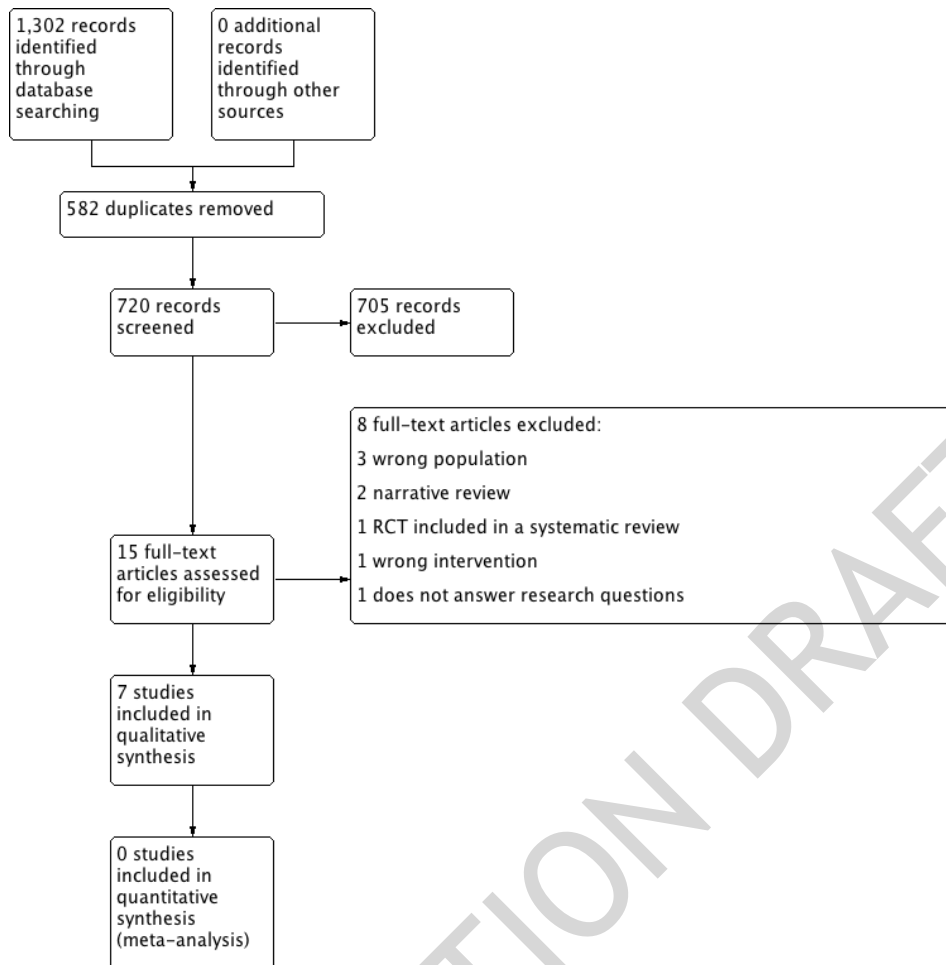 1,302 records
identified
through
database
searching
0 additional
records
identified
through other
sources
582 duplicates removed
720 records
screened
705 records
excluded
8 full-text articles excluded:
3 wrong population
2 narrative review
1 RCT included in a systematic review
1 wrong intervention
1 does not answer research questions
15 full-text
articles assessed
for eligibility
7 studies
included in
qualitative
synthesis
0 studies
included in
quantitative
synthesis
(meta-analysis)